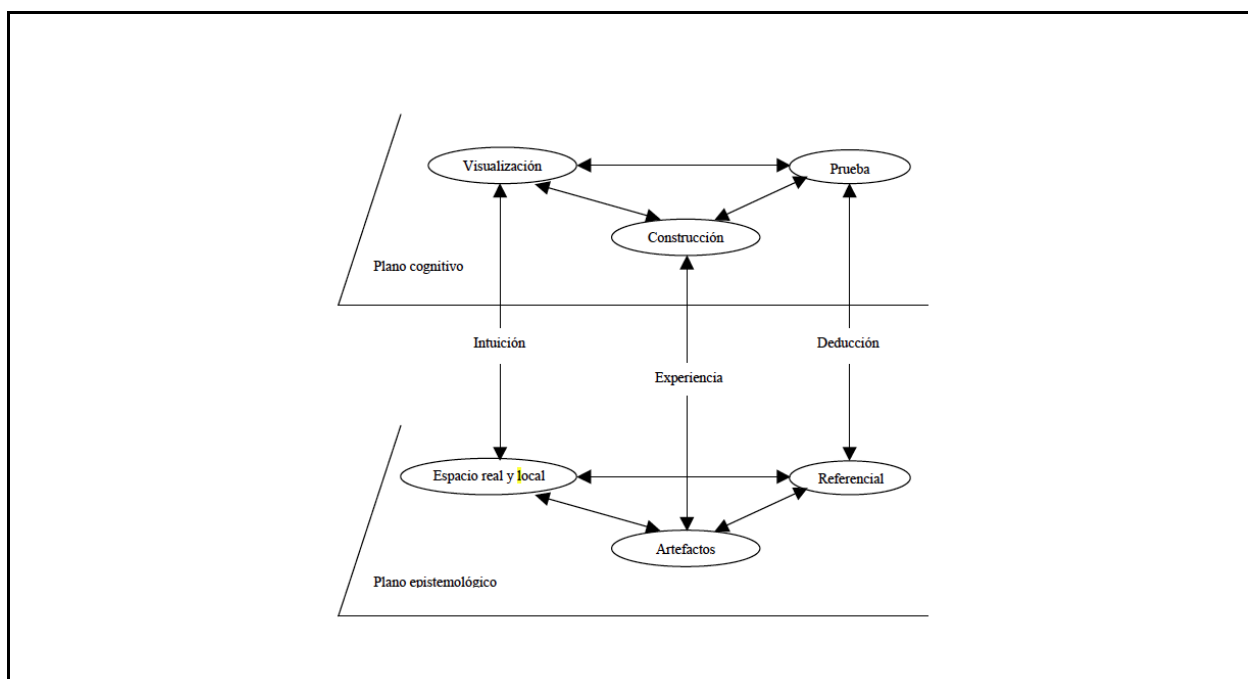 Visualización
Prueba
Construcción
Plano cognitivo
Intuición
Deducción
Experiencia
Espacio real y local
Referencial
Artefactos
Plano epistemológico